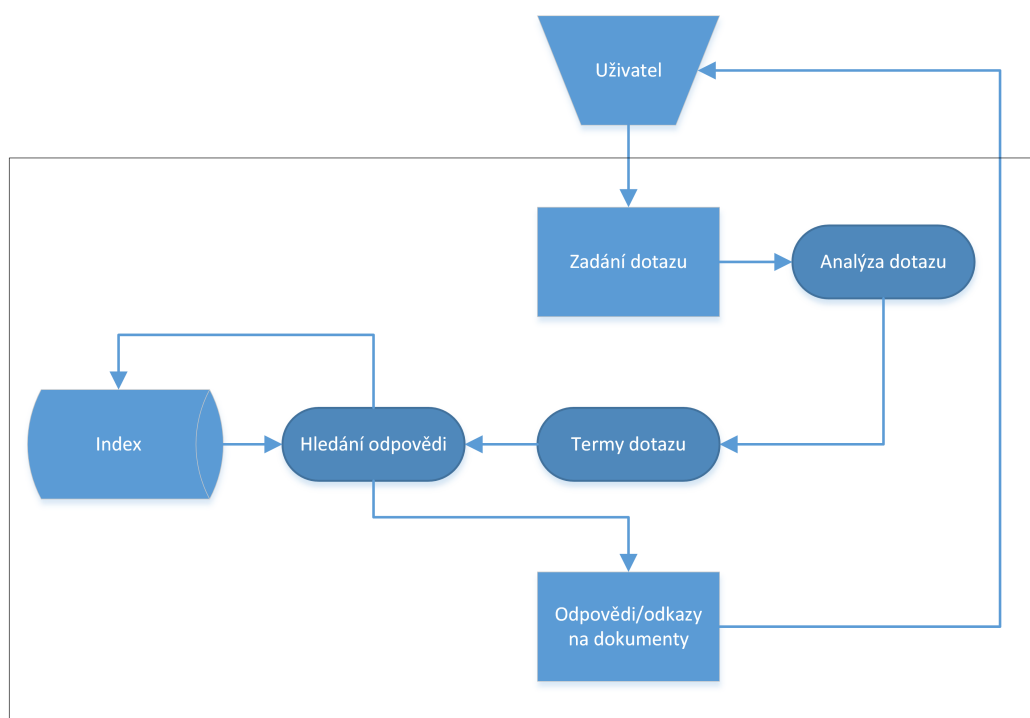 Uživatel
Zadání dotazu
Analýza dotazu
Index
Hledání odpovědi
Termy dotazu
Odpovědi/odkazy
na dokumenty